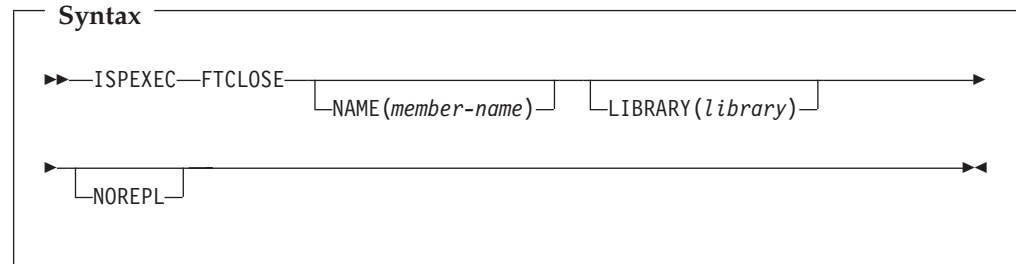 Syntax
ISPEXEC FTCLOSE
NAME(member-name) LIBRARY(library)
NOREPL